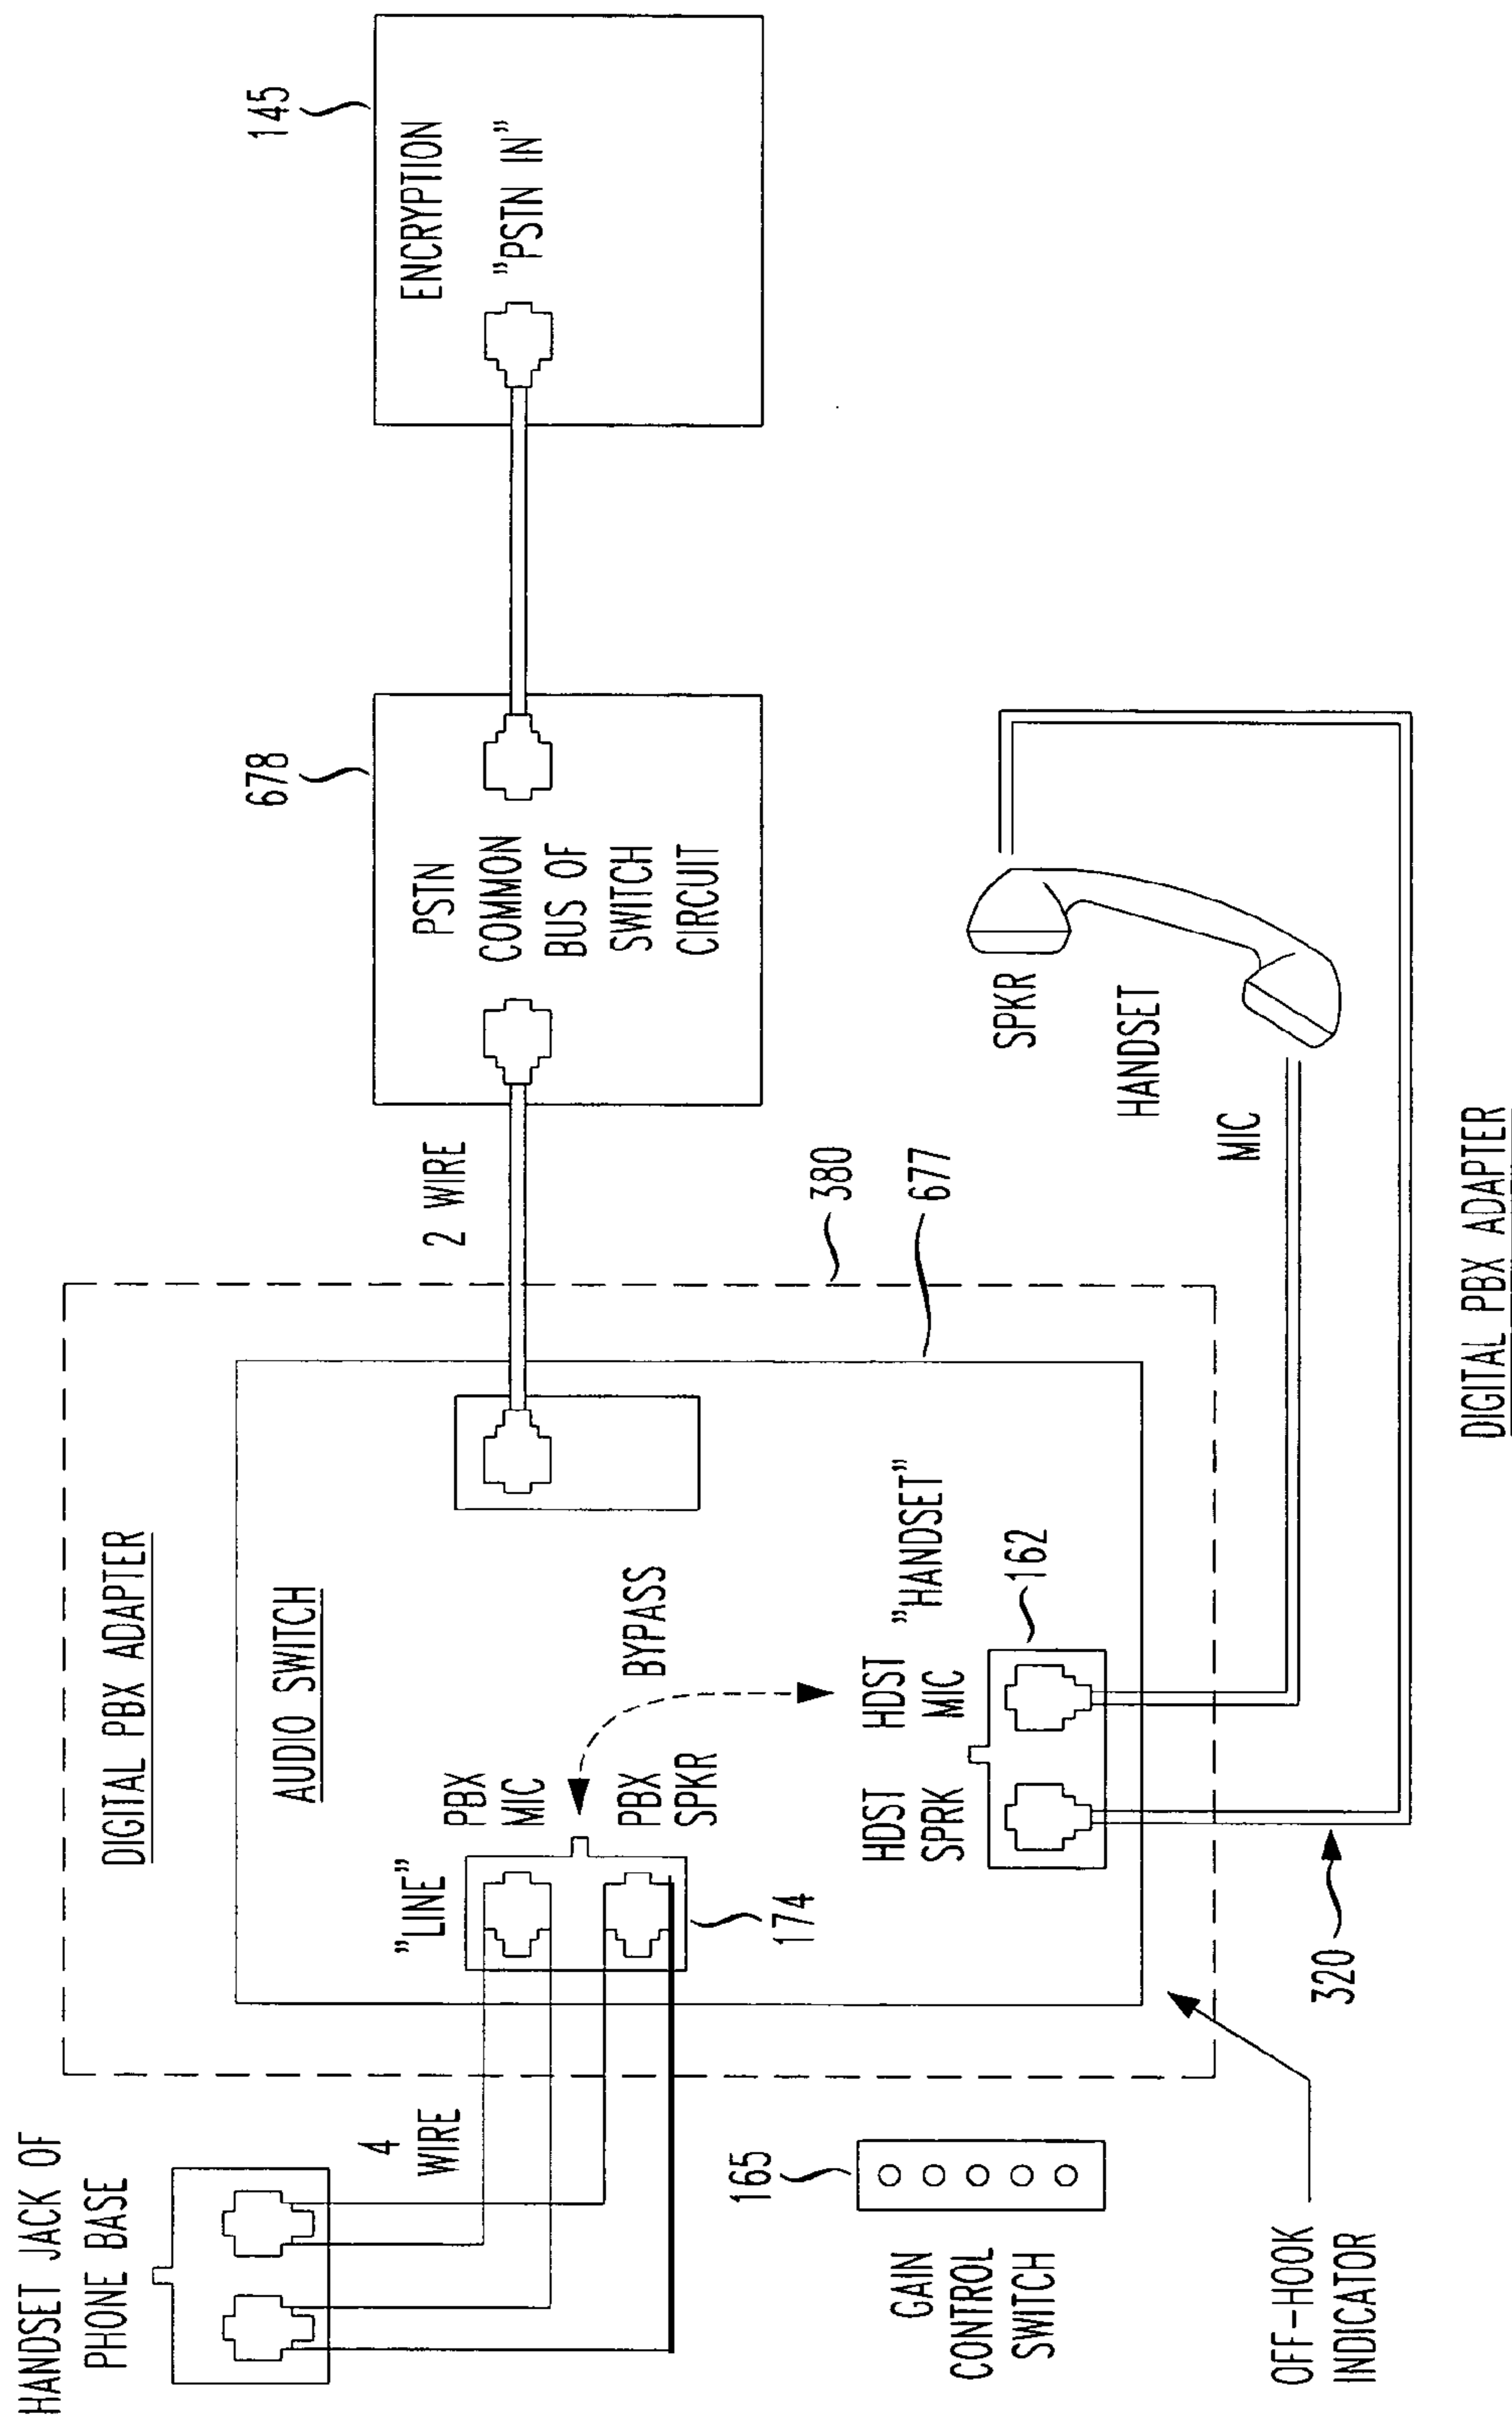 HANDSET JACK OF
PHONE BASE
4
WIRE
DIGITAL PBX ADAPTER
AUDIO SWITCH
"LINE"
PBX
MIC
PBX
SPKR
174
BYPASS
HDST
SPRK
HDST
MIC
"HANDSET"
162
2 WIRE
380
677
678
PSTN
COMMON
BUS OF
SWITCH
CIRCUIT
145
ENCRYPTION
"PSTN IN"
165
GAIN
CONTROL
SWITCH
OFF-HOOK
INDICATOR
320
MIC
HANDSET
SPKR
DIGITAL PBX ADAPTER